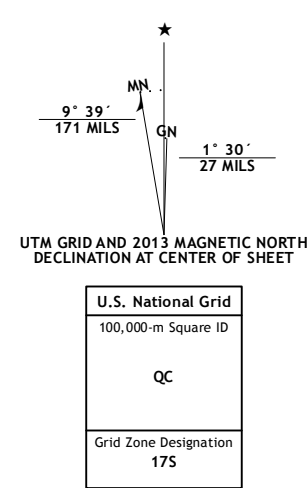 ★
MN
9° 39´
171 MILS
GN
1° 30´
27 MILS
UTM GRID AND 2013 MAGNETIC NORTH
DECLINATION AT CENTER OF SHEET
U.S. National Grid
100,000-m Square ID
QC
Grid Zone Designation
17S